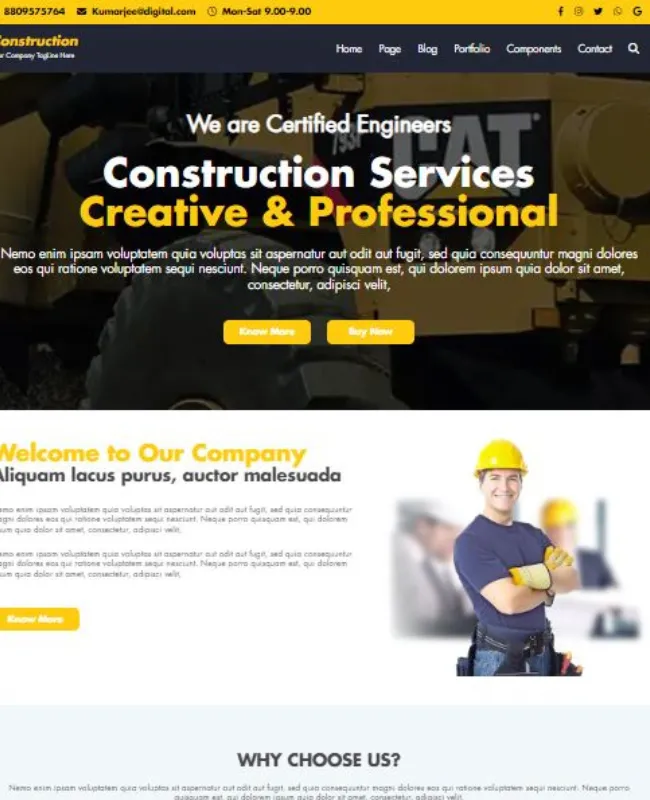 8809575764 Kumarjee@digital.com Mon-Sat 9.00-9.00
Construction
Company TagLine Here
Home Page Blog Portfolio Components Contact
We are Certified Engineers
CAT
Construction Services
Creative & Professional
Nemo enim ipsam voluptatem quia voluptas sit aspernatur aut odit aut fugit, sed quia consequuntur magni dolores
eos qui ratione voluptatem sequi nesciunt. Neque porro quisquam est, qui dolorem ipsum quia dolor sit amet,
consectetur, adipisci velit,
Know More Buy Now
Welcome to Our Company
Aliquam lacus purus, auctor malesuada
emo enim ipsam voluptatem quia voluptas sit aspernatur aut odit aut fugit, sed quia consequuntur
agni dolores eos qui ratione voluptatem sequi nesciunt. Neque porro quisquam est, qui dolorem
sum quia dolor sit amet, consectetur, adipisci velit,
emo enim ipsam voluptatem quia voluptas sit aspernatur aut odit aut fugit, sed quia consequuntur
agni dolores eos qui ratione voluptatem sequi nesciunt. Neque porro quisquam est, qui dolorem
sum quia dolor sit amet, consectetur, adipisci velit,
Know More
WHY CHOOSE US?
Nemo enim ipsam voluptatem quia voluptas sit aspernatur aut odit aut fugit, sed quia consequuntur magni dolores eos qui ratione voluptatem sequi nesciunt. Neque porro
quisquam est, qui dolorem ipsum quia dolor sit amet, consectetur, adipisci velit.